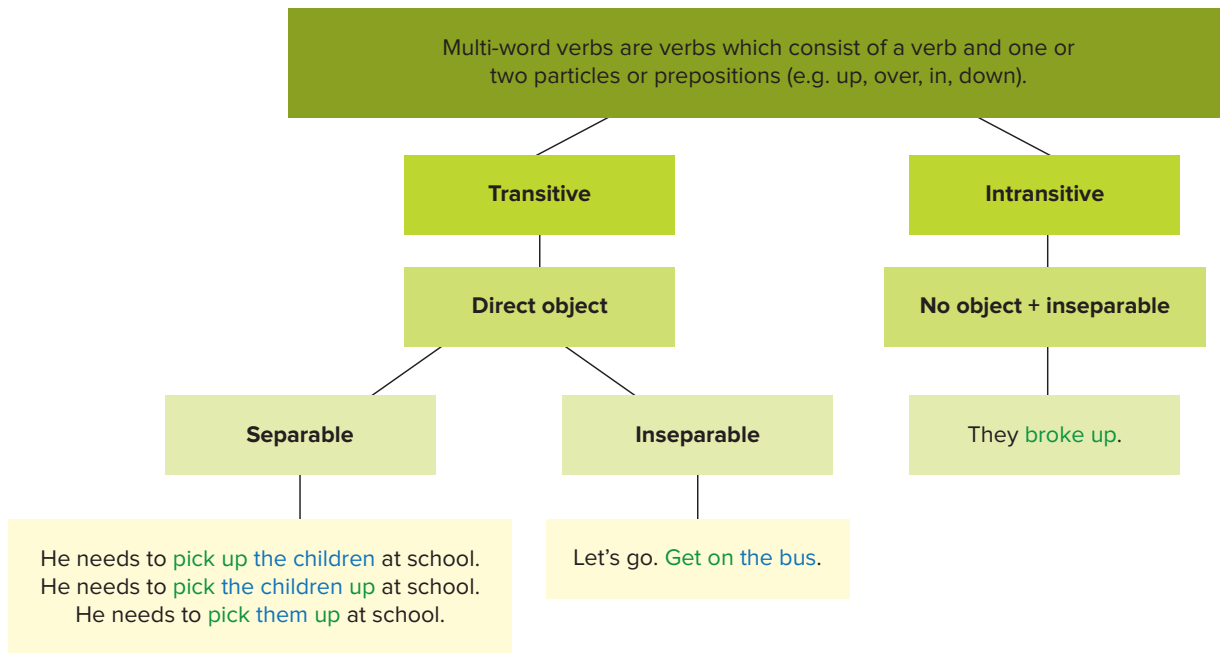 Multi-word verbs are verbs which consist of a verb and one or
two particles or prepositions (e.g. up, over, in, down).
Transitive
Intransitive
Direct object
No object + inseparable
Separable
Inseparable
They broke up.
He needs to pick up the children at school.
He needs to pick the children up at school.
He needs to pick them up at school.
Let's go. Get on the bus.